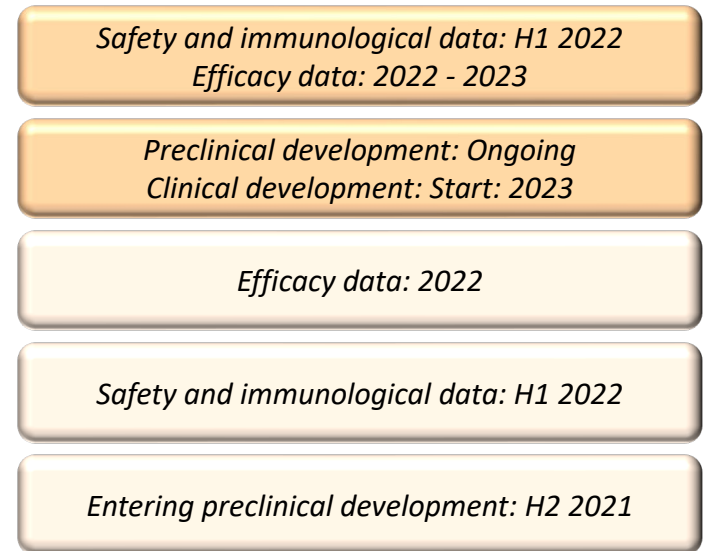 Safety and immunological data: H1 2022
Efficacy data: 2022 - 2023
Preclinical development: Ongoing
Clinical development: Start: 2023
Efficacy data: 2022
Safety and immunological data: H1 2022
Entering preclinical development: H2 2021